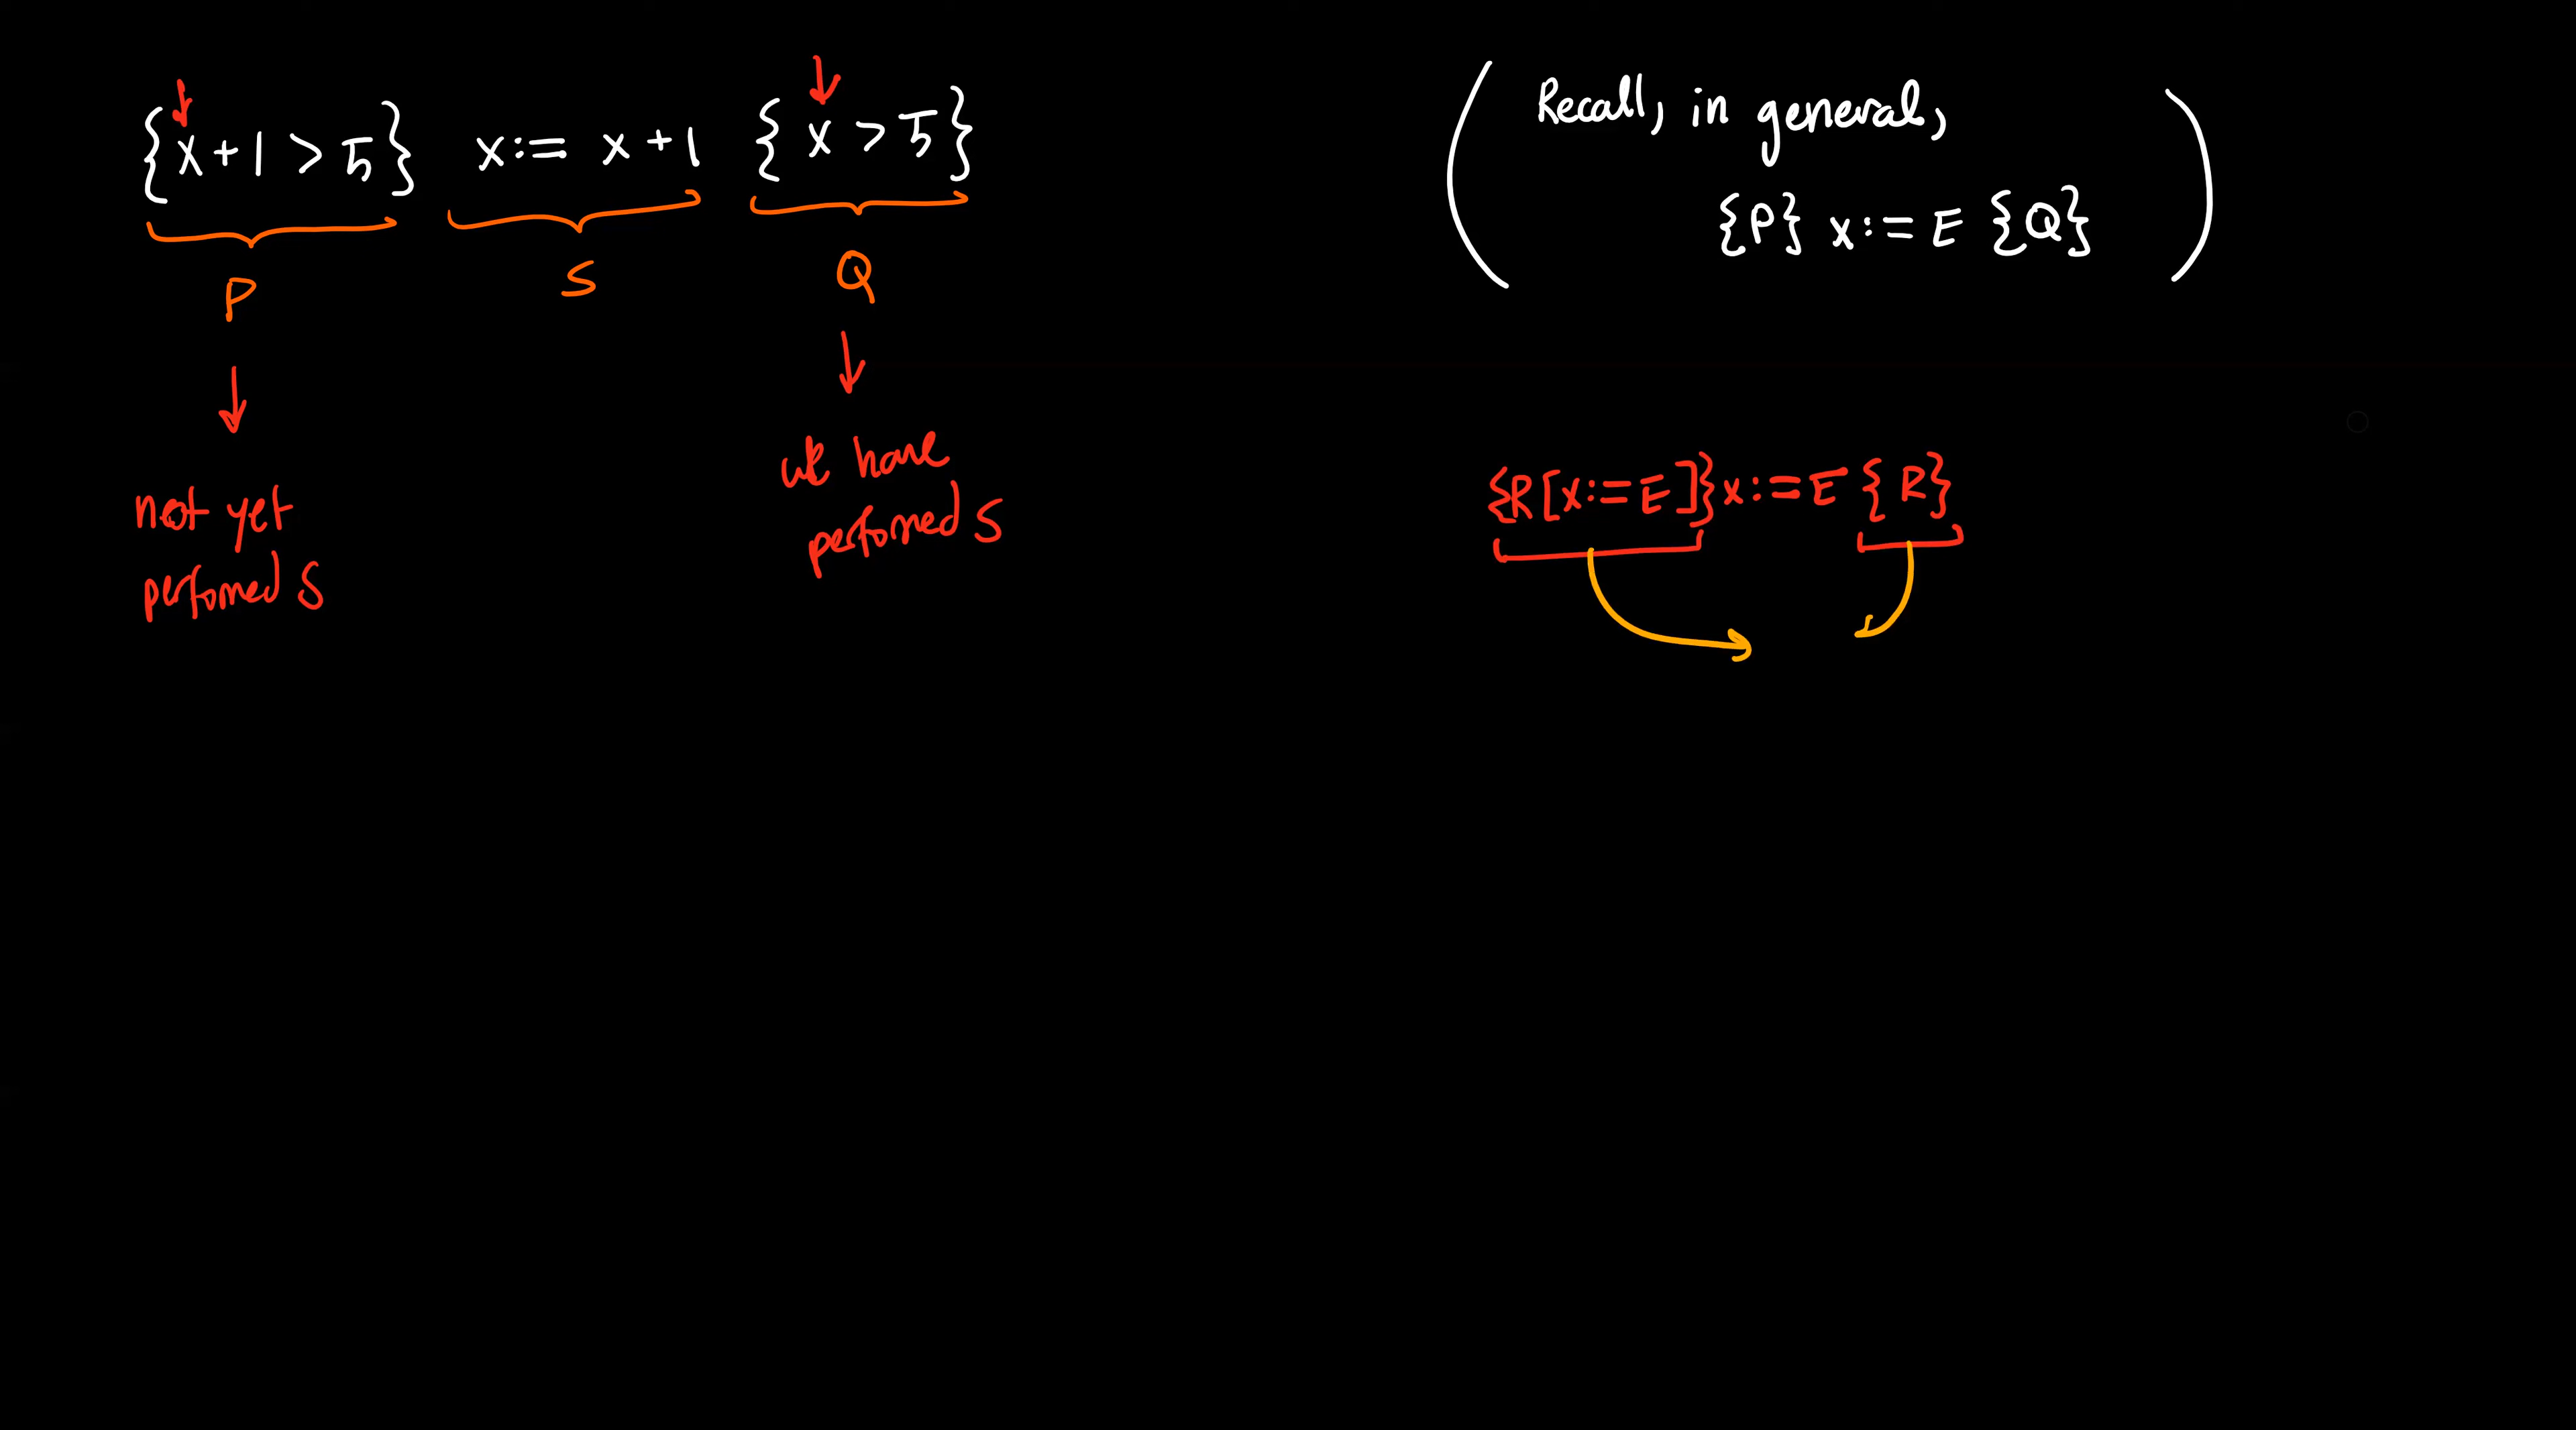 {x+1 > 5} x:= x+1 {x > 5}
P S Q
not yet
performed S
we have
performed S
Recall, in general,
{P} x:= E {Q}
{R[x:=E]} x:=E {R}